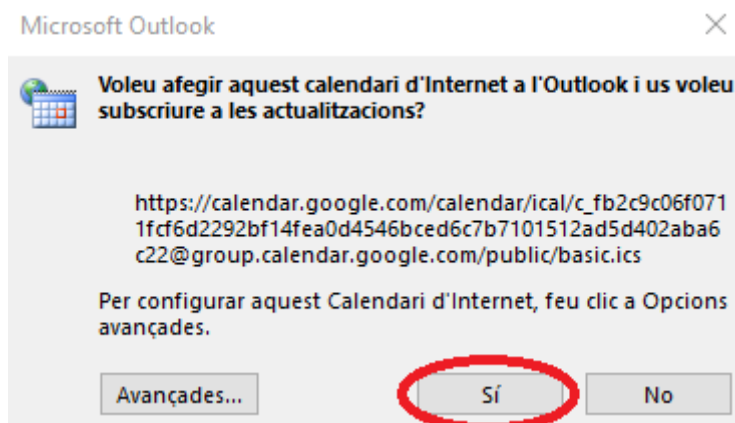 Microsoft Outlook
Voleu afegir aquest calendari d'Internet a l'Outlook i us voleu
subscriure a les actualitzacions?
https://calendar.google.com/calendar/ical/c_fb2c9c06f071
1fcf6d2292bf14fea0d4546bced6c7b7101512ad5d402aba6
c22@group.calendar.google.com/public/basic.ics
Per configurar aquest Calendari d'Internet, feu clic a Opcions
avançades.
Avançades... Sí No